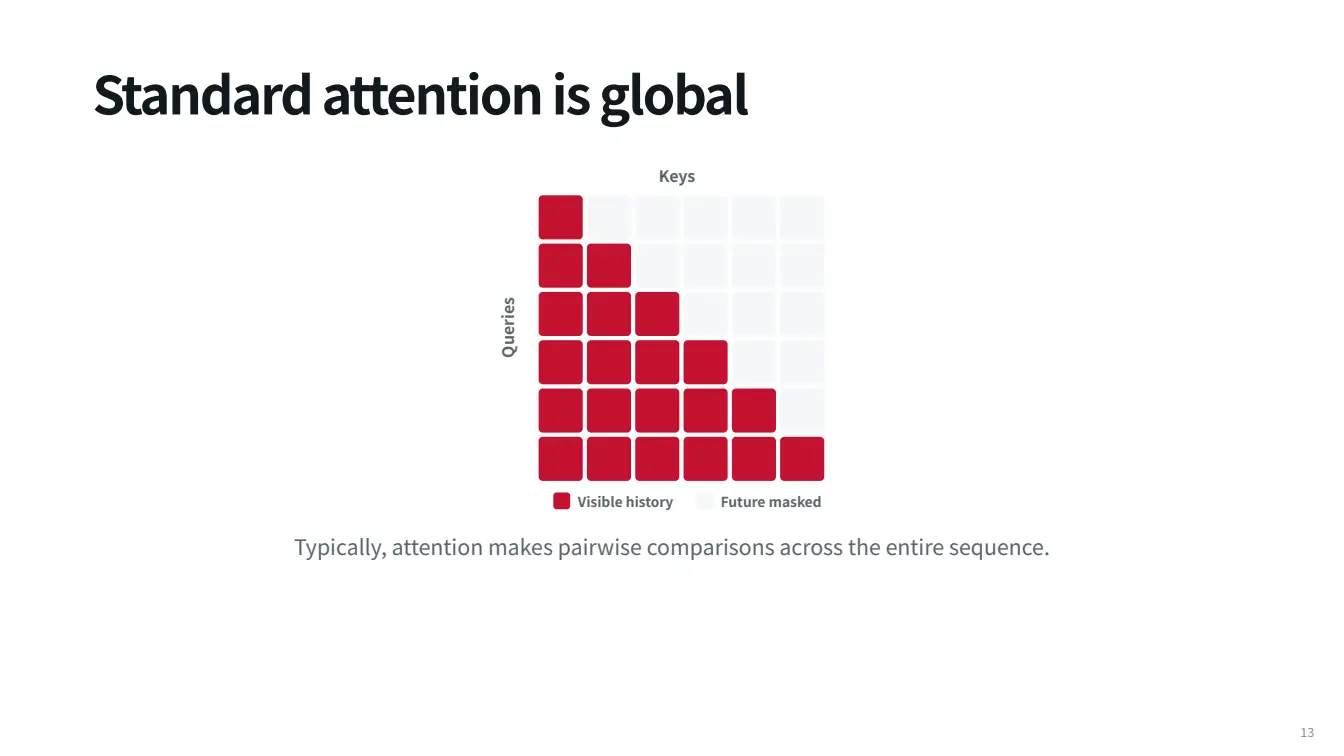 Standard attention is global
Keys
Queries
Visible history
Future masked
Typically, attention makes pairwise comparisons across the entire sequence.
13